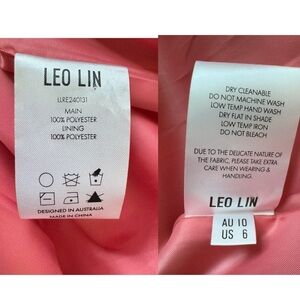 LEO LIN
LLRE240131
MAIN
100% POLYESTER
LINING
100% POLYESTER
DESIGNED IN AUSTRALIA
MADE IN CHINA
DRY CLEANABLE
DO NOT MACHINE WASH
LOW TEMP HAND WASH
DRY FLAT IN SHADE
LOW TEMP IRON
DO NOT BLEACH
DUE TO THE DELICATE NATURE OF
THE FABRIC, PLEASE TAKE EXTRA
CARE WHEN WEARING &
HANDLING.
LEO LIN
AU 10
US 6